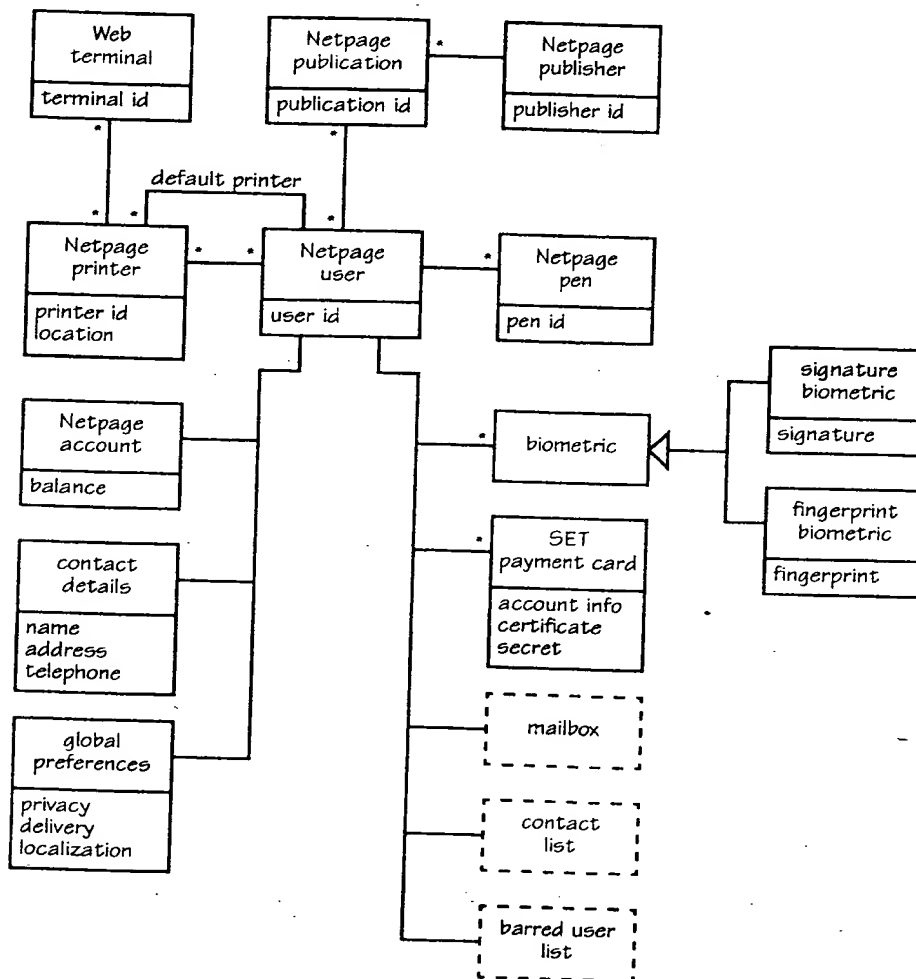 Web
terminal
terminal id
Netpage
publication
publication id
*
Netpage
publisher
publisher id
*
*
default printer
*
*
*
Netpage
printer
printer id
location
*
*
Netpage
user
user id
*
Netpage
pen
pen id
Netpage
account
balance
*
biometric
signature
biometric
signature
fingerprint
biometric
fingerprint
contact
details
name
address
telephone
*
SET
payment card
account info
certificate
secret
global
preferences
privacy
delivery
localization
mailbox
contact
list
barred user
list